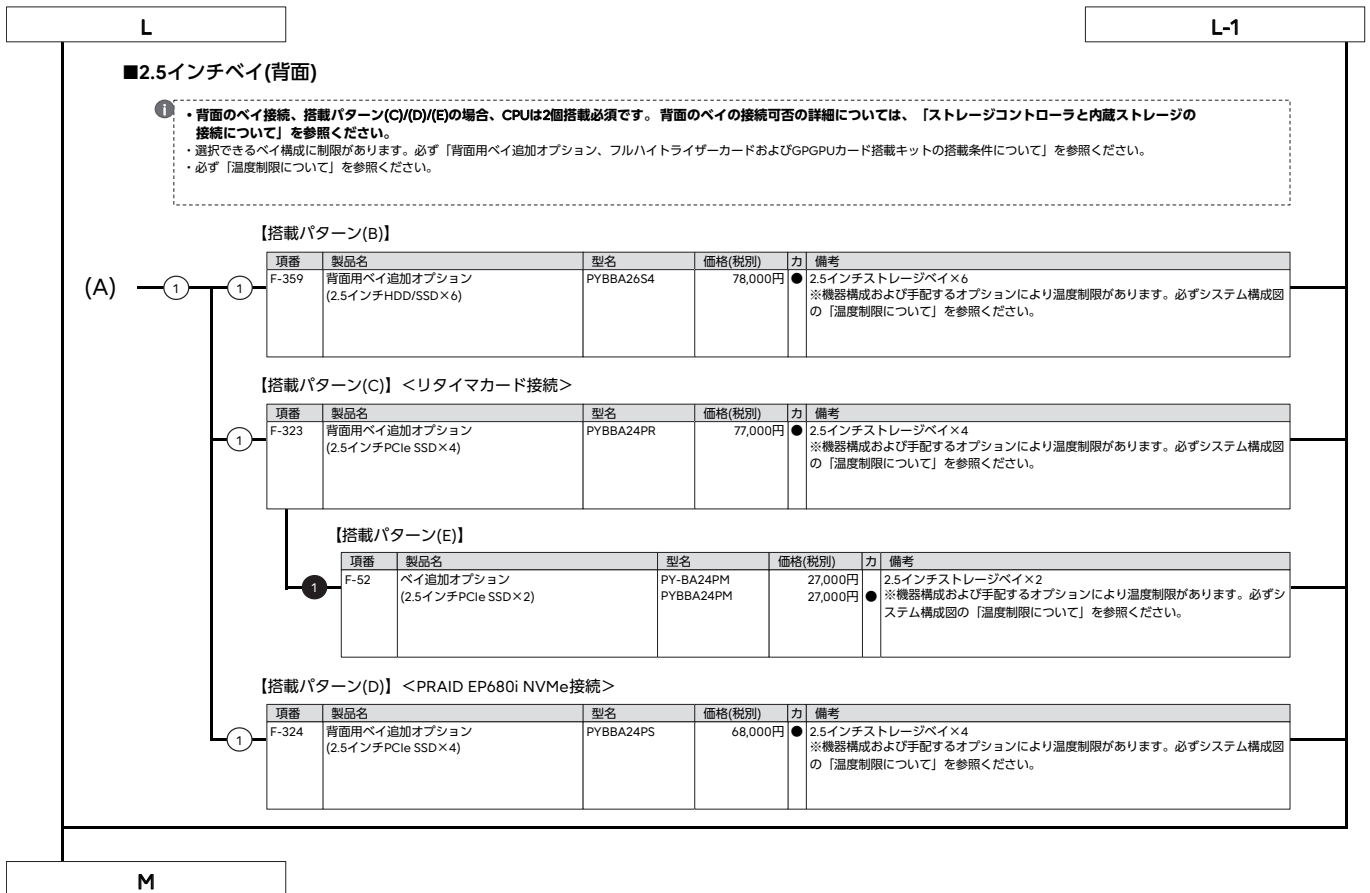 L
L-1
■2.5インチベイ(背面)
・背面のベイ接続、搭載パターン(C)/(D)/(E)の場合、CPUは2個搭載必須です。背面のベイの接続可否の詳細については、「ストレージコントローラと内蔵ストレージの
接続について」を参照ください。
・選択できるベイ構成に制限があります。必ず「背面用ベイ追加オプション、フルハイトライザーカードおよびGPGPUカード搭載キットの搭載条件について」を参照ください。
・必ず「温度制限について」を参照ください。
【搭載パターン(B)】
項番 製品名 型名 価格(税別) カ 備考
(A) 1 1 F-359 背面用ベイ追加オプション PYBBA26S4 78,000円 ● 2.5インチストレージベイ×6
(2.5インチHDD/SSD×6) ※機器構成および手配するオプションにより温度制限があります。必ずシステム構成図
の「温度制限について」を参照ください。
【搭載パターン(C)】＜リタイマカード接続＞
項番 製品名 型名 価格(税別) カ 備考
1 F-323 背面用ベイ追加オプション PYBBA24PR 77,000円 ● 2.5インチストレージベイ×4
(2.5インチPCIe SSD×4) ※機器構成および手配するオプションにより温度制限があります。必ずシステム構成図
の「温度制限について」を参照ください。
【搭載パターン(E)】
項番 製品名 型名 価格(税別) カ 備考
1 F-52 ベイ追加オプション PY-BA24PM 27,000円 2.5インチストレージベイ×2
(2.5インチPCIe SSD×2) PYBBA24PM 27,000円 ● ※機器構成および手配するオプションにより温度制限があります。必ずシ
ステム構成図の「温度制限について」を参照ください。
【搭載パターン(D)】＜PRAID EP680i NVMe接続＞
項番 製品名 型名 価格(税別) カ 備考
1 F-324 背面用ベイ追加オプション PYBBA24PS 68,000円 ● 2.5インチストレージベイ×4
(2.5インチPCIe SSD×4) ※機器構成および手配するオプションにより温度制限があります。必ずシステム構成図
の「温度制限について」を参照ください。
M